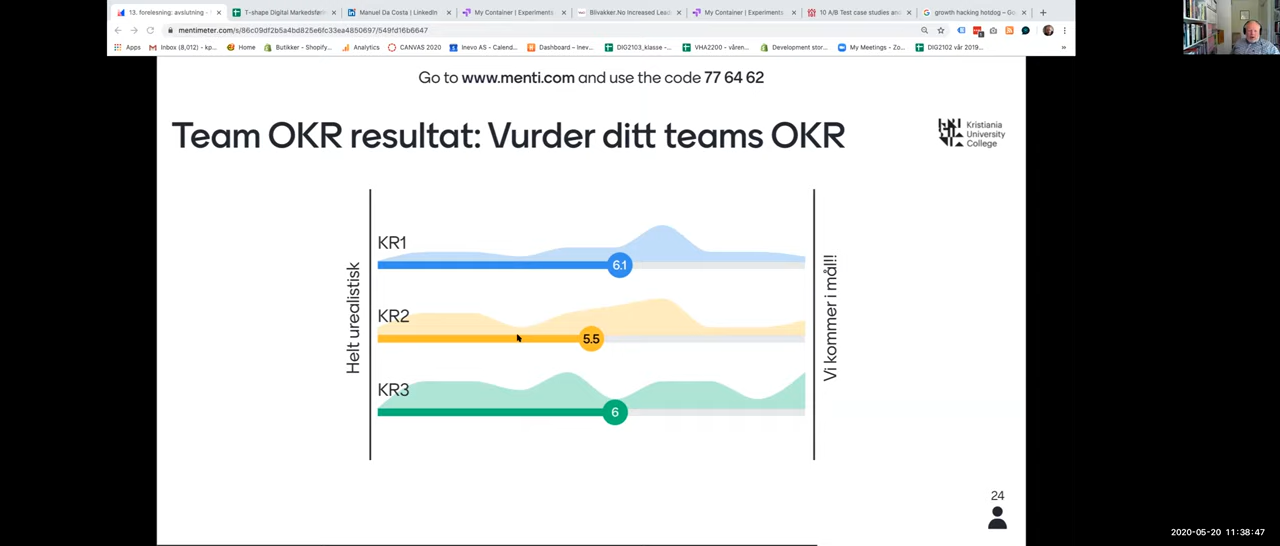 13. forelesning: avslutning -
T-shape Digital Markedsføri
Manuel Da Costa | LinkedIn
My Container | Experiments
Blivakker.No Increased Lead
My Container | Experiments
10 A/B Test case studies and
growth hacking hotdog – Go
mentimeter.com/s/86c09df2b5a4bd825e6fc33ea4850697/549fd16b6647
Apps
Inbox (8,012) - kp...
Home
Butikker - Shopify...
Analytics
CANVAS 2020
Inevo AS - Calend...
Dashboard – Inev...
DIG2103_klasse -...
VHA2200 - våren...
Development stor...
My Meetings - Zo...
DIG2102 vår 2019...
»
Go to www.menti.com and use the code 77 64 62
Team OKR resultat: Vurder ditt teams OKR
Kristiania
University
College
Helt urealistisk
KR1
6.1
KR2
5.5
KR3
6
Vi kommer i mål!!
24
2020-05-20 11:38:47